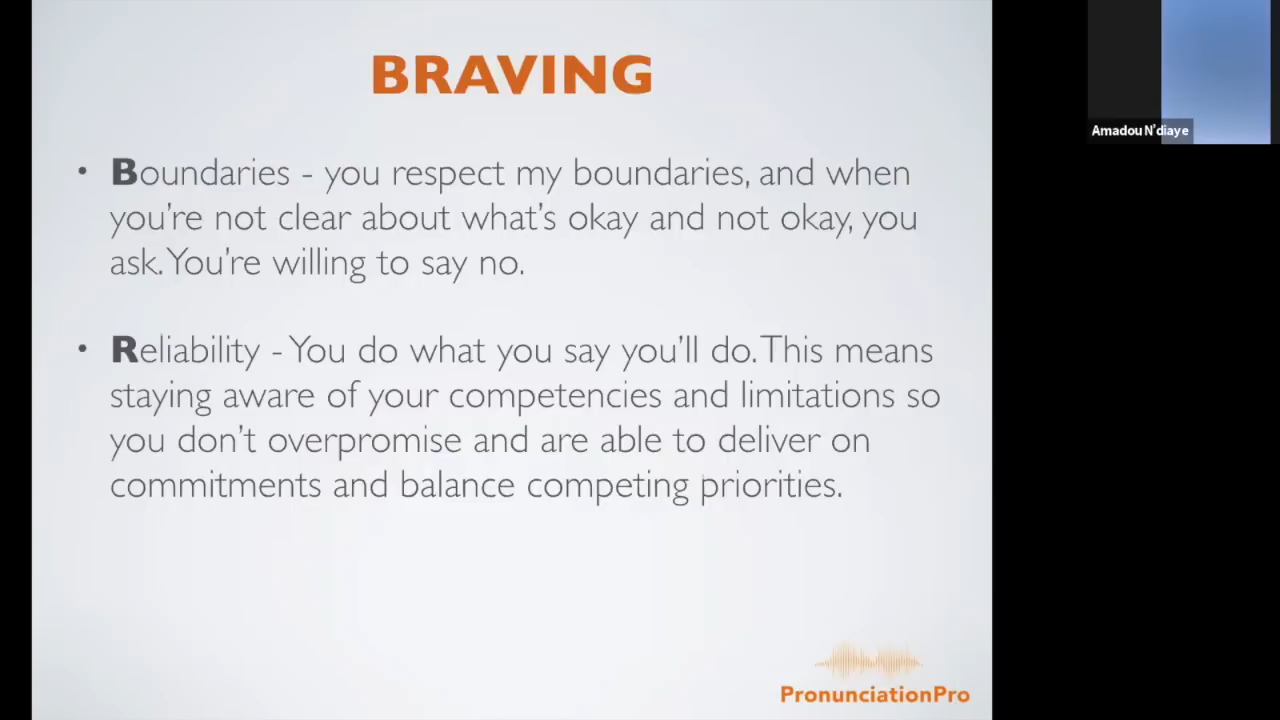 BRAVING
• Boundaries - you respect my boundaries, and when
you're not clear about what's okay and not okay, you
ask. You're willing to say no.
• Reliability - You do what you say you'll do. This means
staying aware of your competencies and limitations so
you don't overpromise and are able to deliver on
commitments and balance competing priorities.
PronunciationPro
Amadou N'diaye